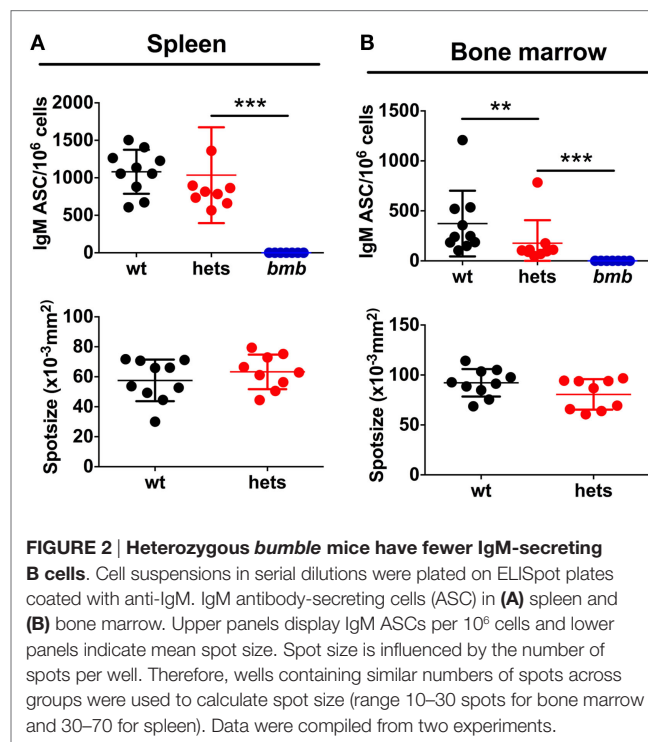 A Spleen
IgM ASC/10⁶ cells
2000
1500
1000
500
0
***
wt hets bmb
Spotsize (x10⁻³mm²)
100
80
60
40
20
0
wt hets
B Bone marrow
IgM ASC/10⁶ cells
1500
1000
500
0
**
***
wt hets bmb
Spotsize (x10⁻³mm²)
150
100
50
0
wt hets
FIGURE 2 | Heterozygous bumble mice have fewer IgM-secreting
B cells. Cell suspensions in serial dilutions were plated on ELISpot plates
coated with anti-IgM. IgM antibody-secreting cells (ASC) in (A) spleen and
(B) bone marrow. Upper panels display IgM ASCs per 10⁶ cells and lower
panels indicate mean spot size. Spot size is influenced by the number of
spots per well. Therefore, wells containing similar numbers of spots across
groups were used to calculate spot size (range 10–30 spots for bone marrow
and 30–70 for spleen). Data were compiled from two experiments.